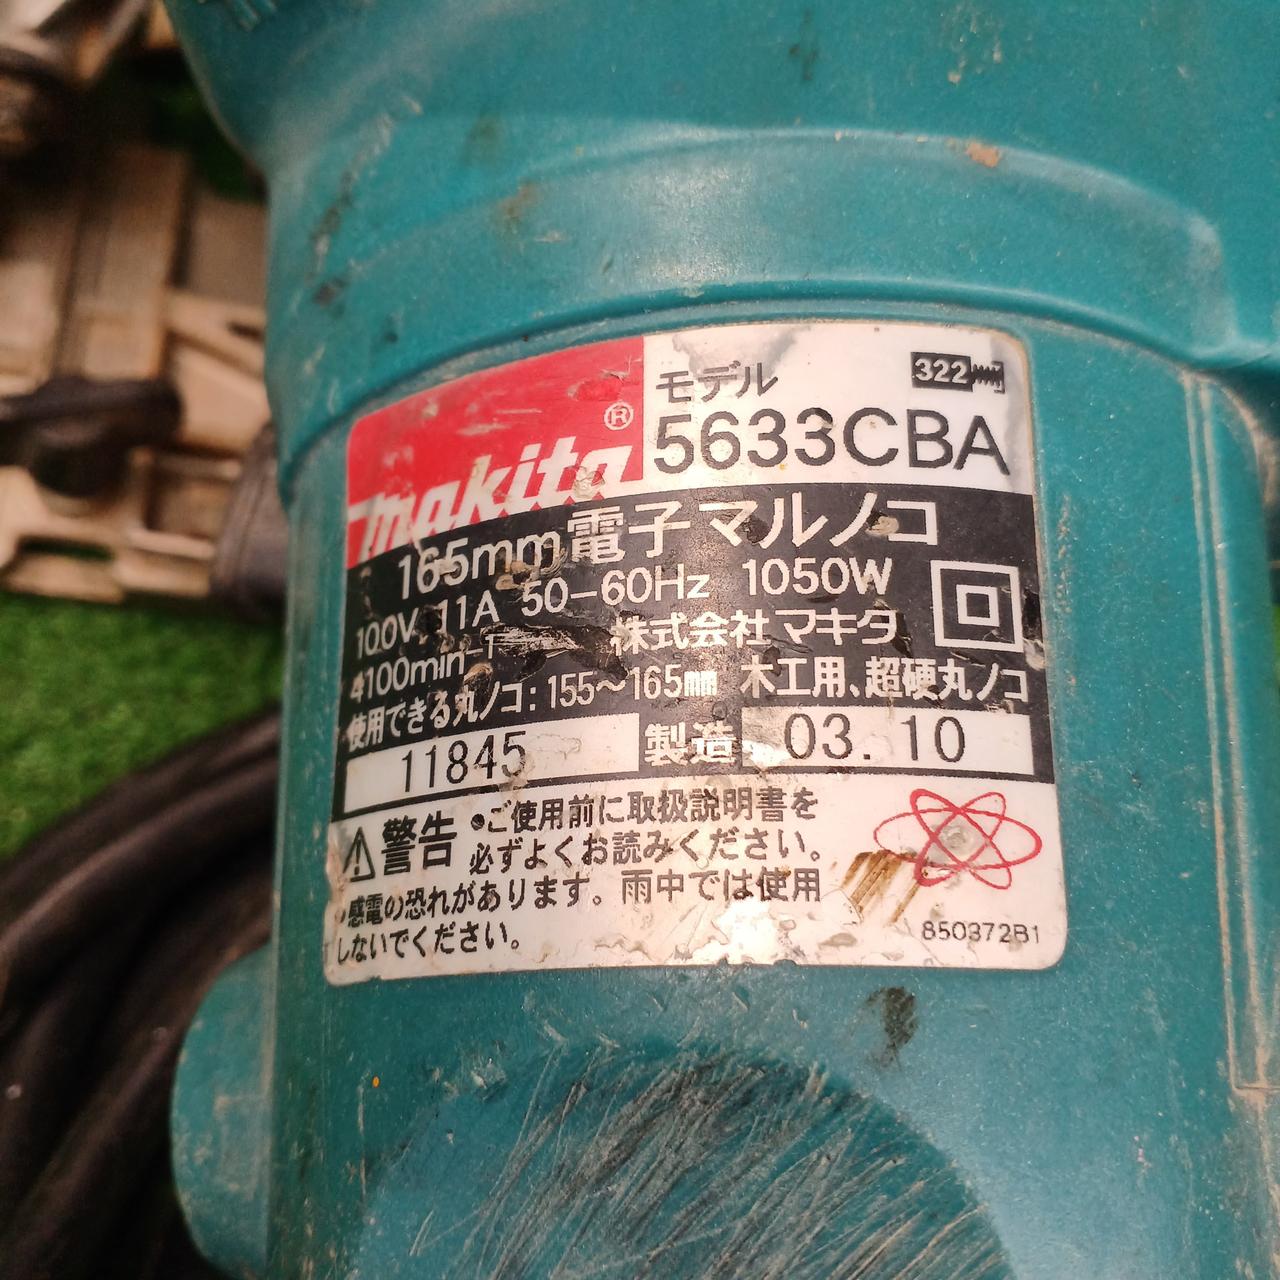 makita®
モデル
322
5633CBA
165mm電子マルノコ
100V 11A 50-60Hz 1050W
4100min⁻¹ 株式会社マキタ
使用できる丸ノコ:155〜165mm 木工用、超硬丸ノコ
11845 製造 03.10
警告 ●ご使用前に取扱説明書を
必ずよくお読みください。
●感電の恐れがあります。雨中では使用
しないでください。
850372B1